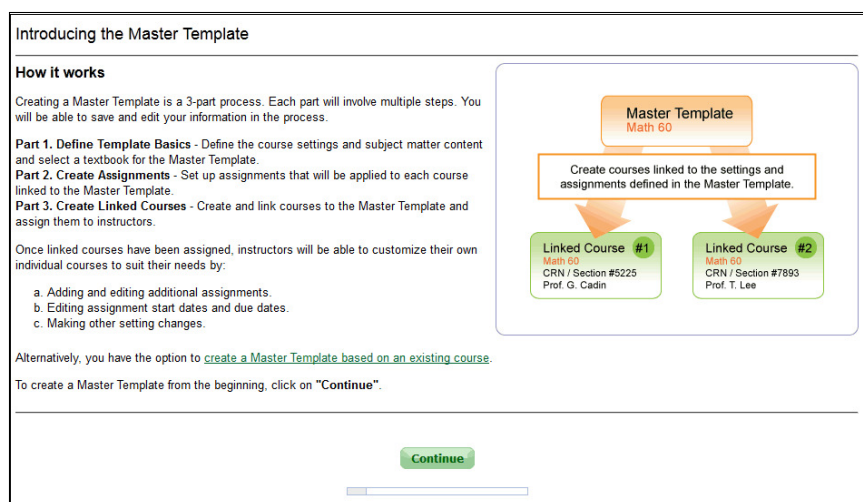 Introducing the Master Template
How it works
Creating a Master Template is a 3-part process. Each part will involve multiple steps. You
will be able to save and edit your information in the process.
Part 1. Define Template Basics - Define the course settings and subject matter content
and select a textbook for the Master Template.
Part 2. Create Assignments - Set up assignments that will be applied to each course
linked to the Master Template.
Part 3. Create Linked Courses - Create and link courses to the Master Template and
assign them to instructors.
Once linked courses have been assigned, instructors will be able to customize their own
individual courses to suit their needs by:
a. Adding and editing additional assignments.
b. Editing assignment start dates and due dates.
c. Making other setting changes.
Alternatively, you have the option to create a Master Template based on an existing course.
To create a Master Template from the beginning, click on "Continue".
Master Template
Math 60
Create courses linked to the settings and
assignments defined in the Master Template.
Linked Course #1
Math 60
CRN / Section #5225
Prof. G. Cadin
Linked Course #2
Math 60
CRN / Section #7893
Prof. T. Lee
Continue